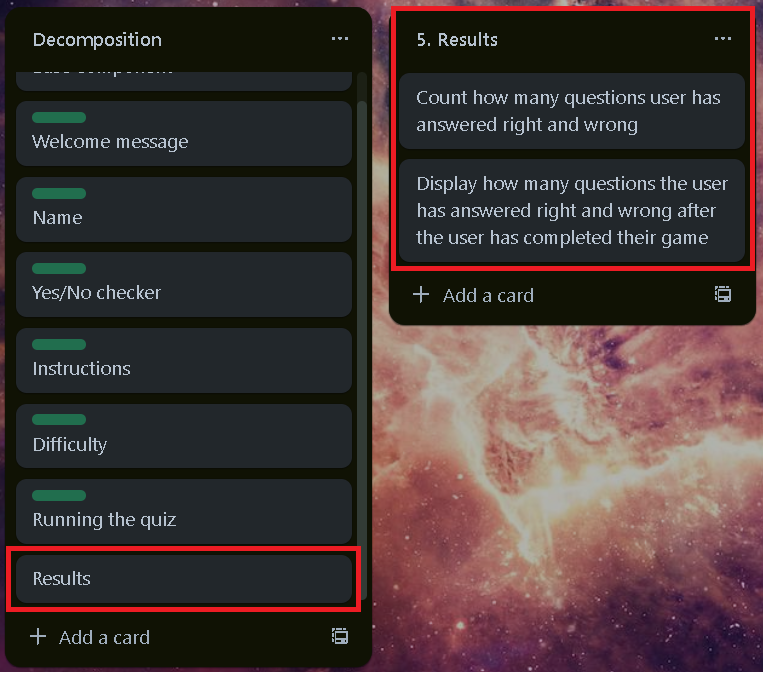 Decomposition
Welcome message
Name
Yes/No checker
Instructions
Difficulty
Running the quiz
Results
Add a card
5. Results
Count how many questions user has
answered right and wrong
Display how many questions the user
has answered right and wrong after
the user has completed their game
Add a card